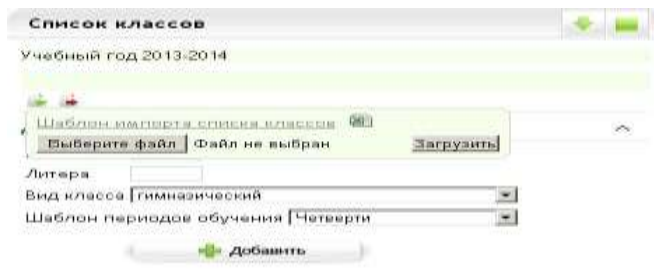 Список классов
Учебный год 2013-2014
Шаблон импорта списка классов
Выберите файл Файл не выбран Загрузить
Литера
Вид класса гимназический
Шаблон периодов обучения Четверти
Добавить